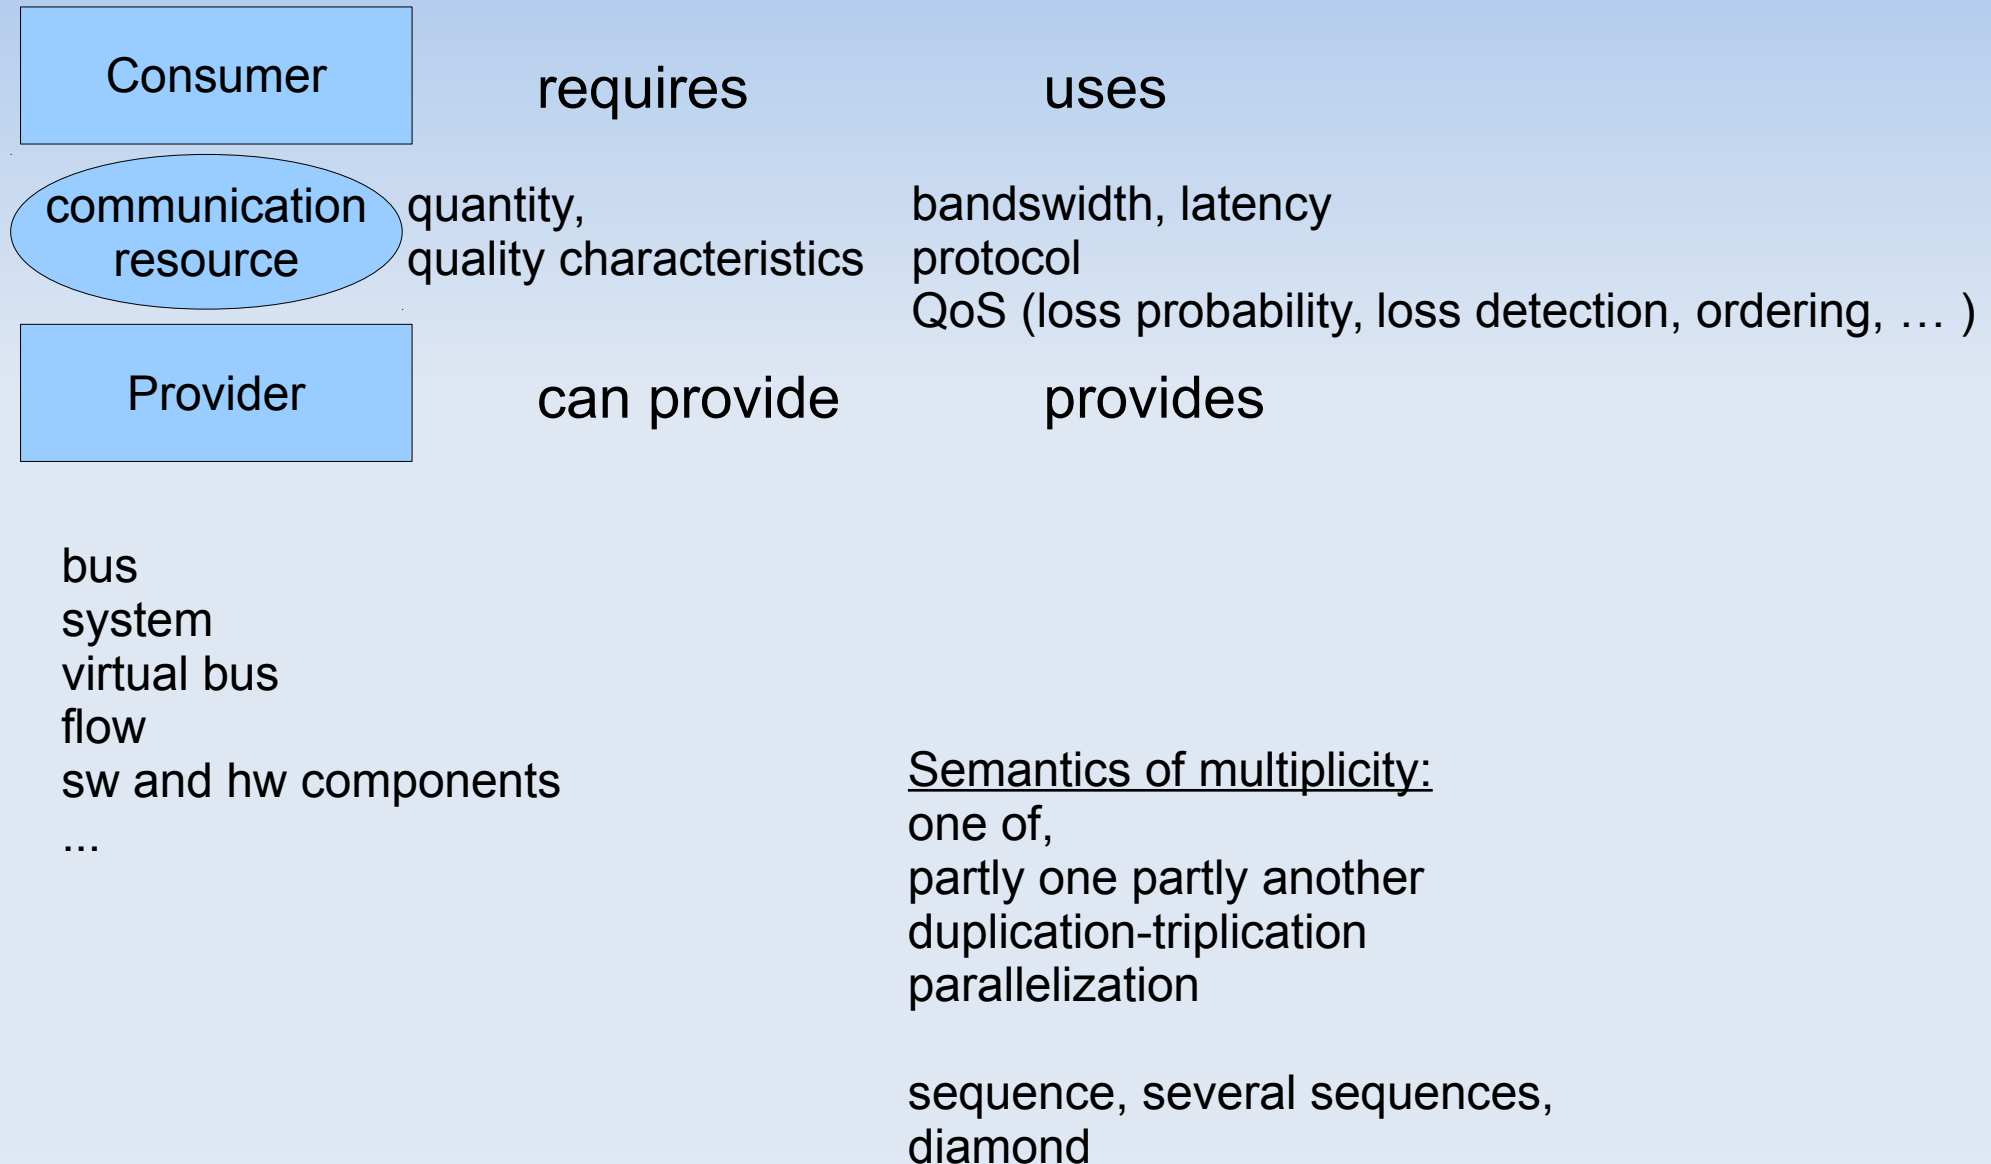 Consumer
requires
uses
communication
resource
quantity,
quality characteristics
bandswidth, latency
protocol
QoS (loss probability, loss detection, ordering, … )
Provider
can provide
provides
bus
system
virtual bus
flow
sw and hw components
...
Semantics of multiplicity:
one of,
partly one partly another
duplication-triplication
parallelization
sequence, several sequences,
diamond